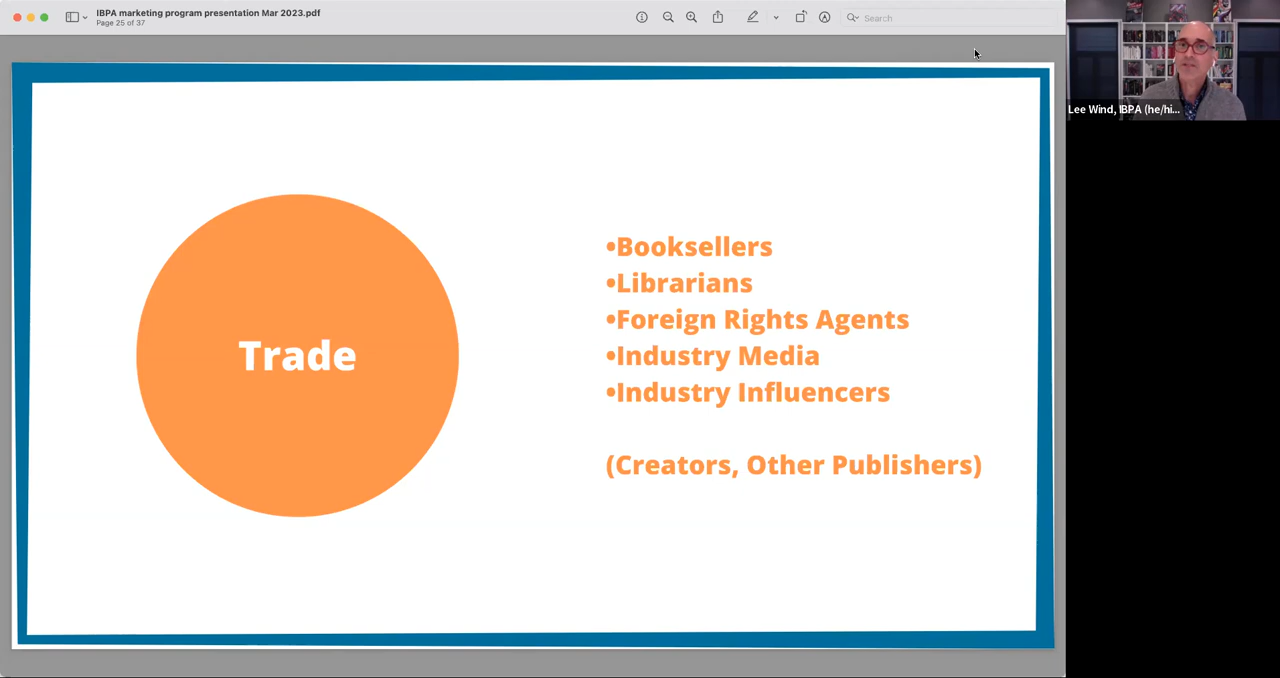 IBPA marketing program presentation Mar 2023.pdf
Page 25 of 37
Search
Lee Wind, IBPA (he/hi...
Trade
•Booksellers
•Librarians
•Foreign Rights Agents
•Industry Media
•Industry Influencers
(Creators, Other Publishers)